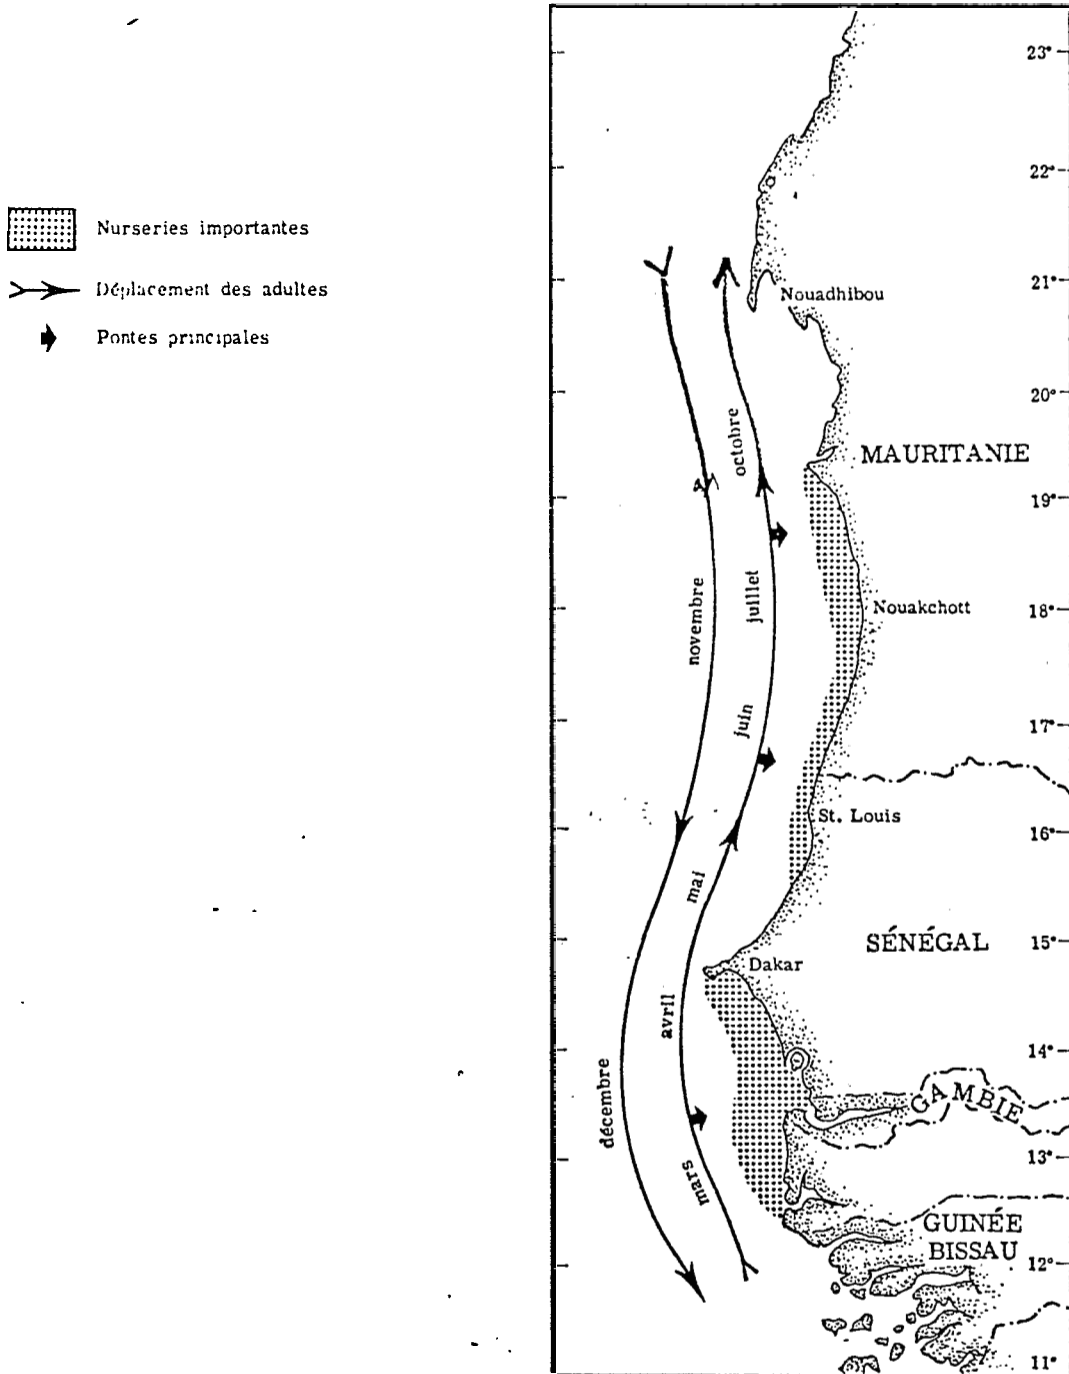 Nurseries importantes
Déplacement des adultes
Pontes principales
23°
22°
21°
Nouadhibou
20°
octobre
MAURITANIE
19°
novembre
juillet
Nouakchott
18°
juin
17°
St. Louis
16°
mai
SÉNÉGAL
15°
Dakar
avril
14°
décembre
GAMBIE
13°
mars
GUINÉE
BISSAU
12°
11°